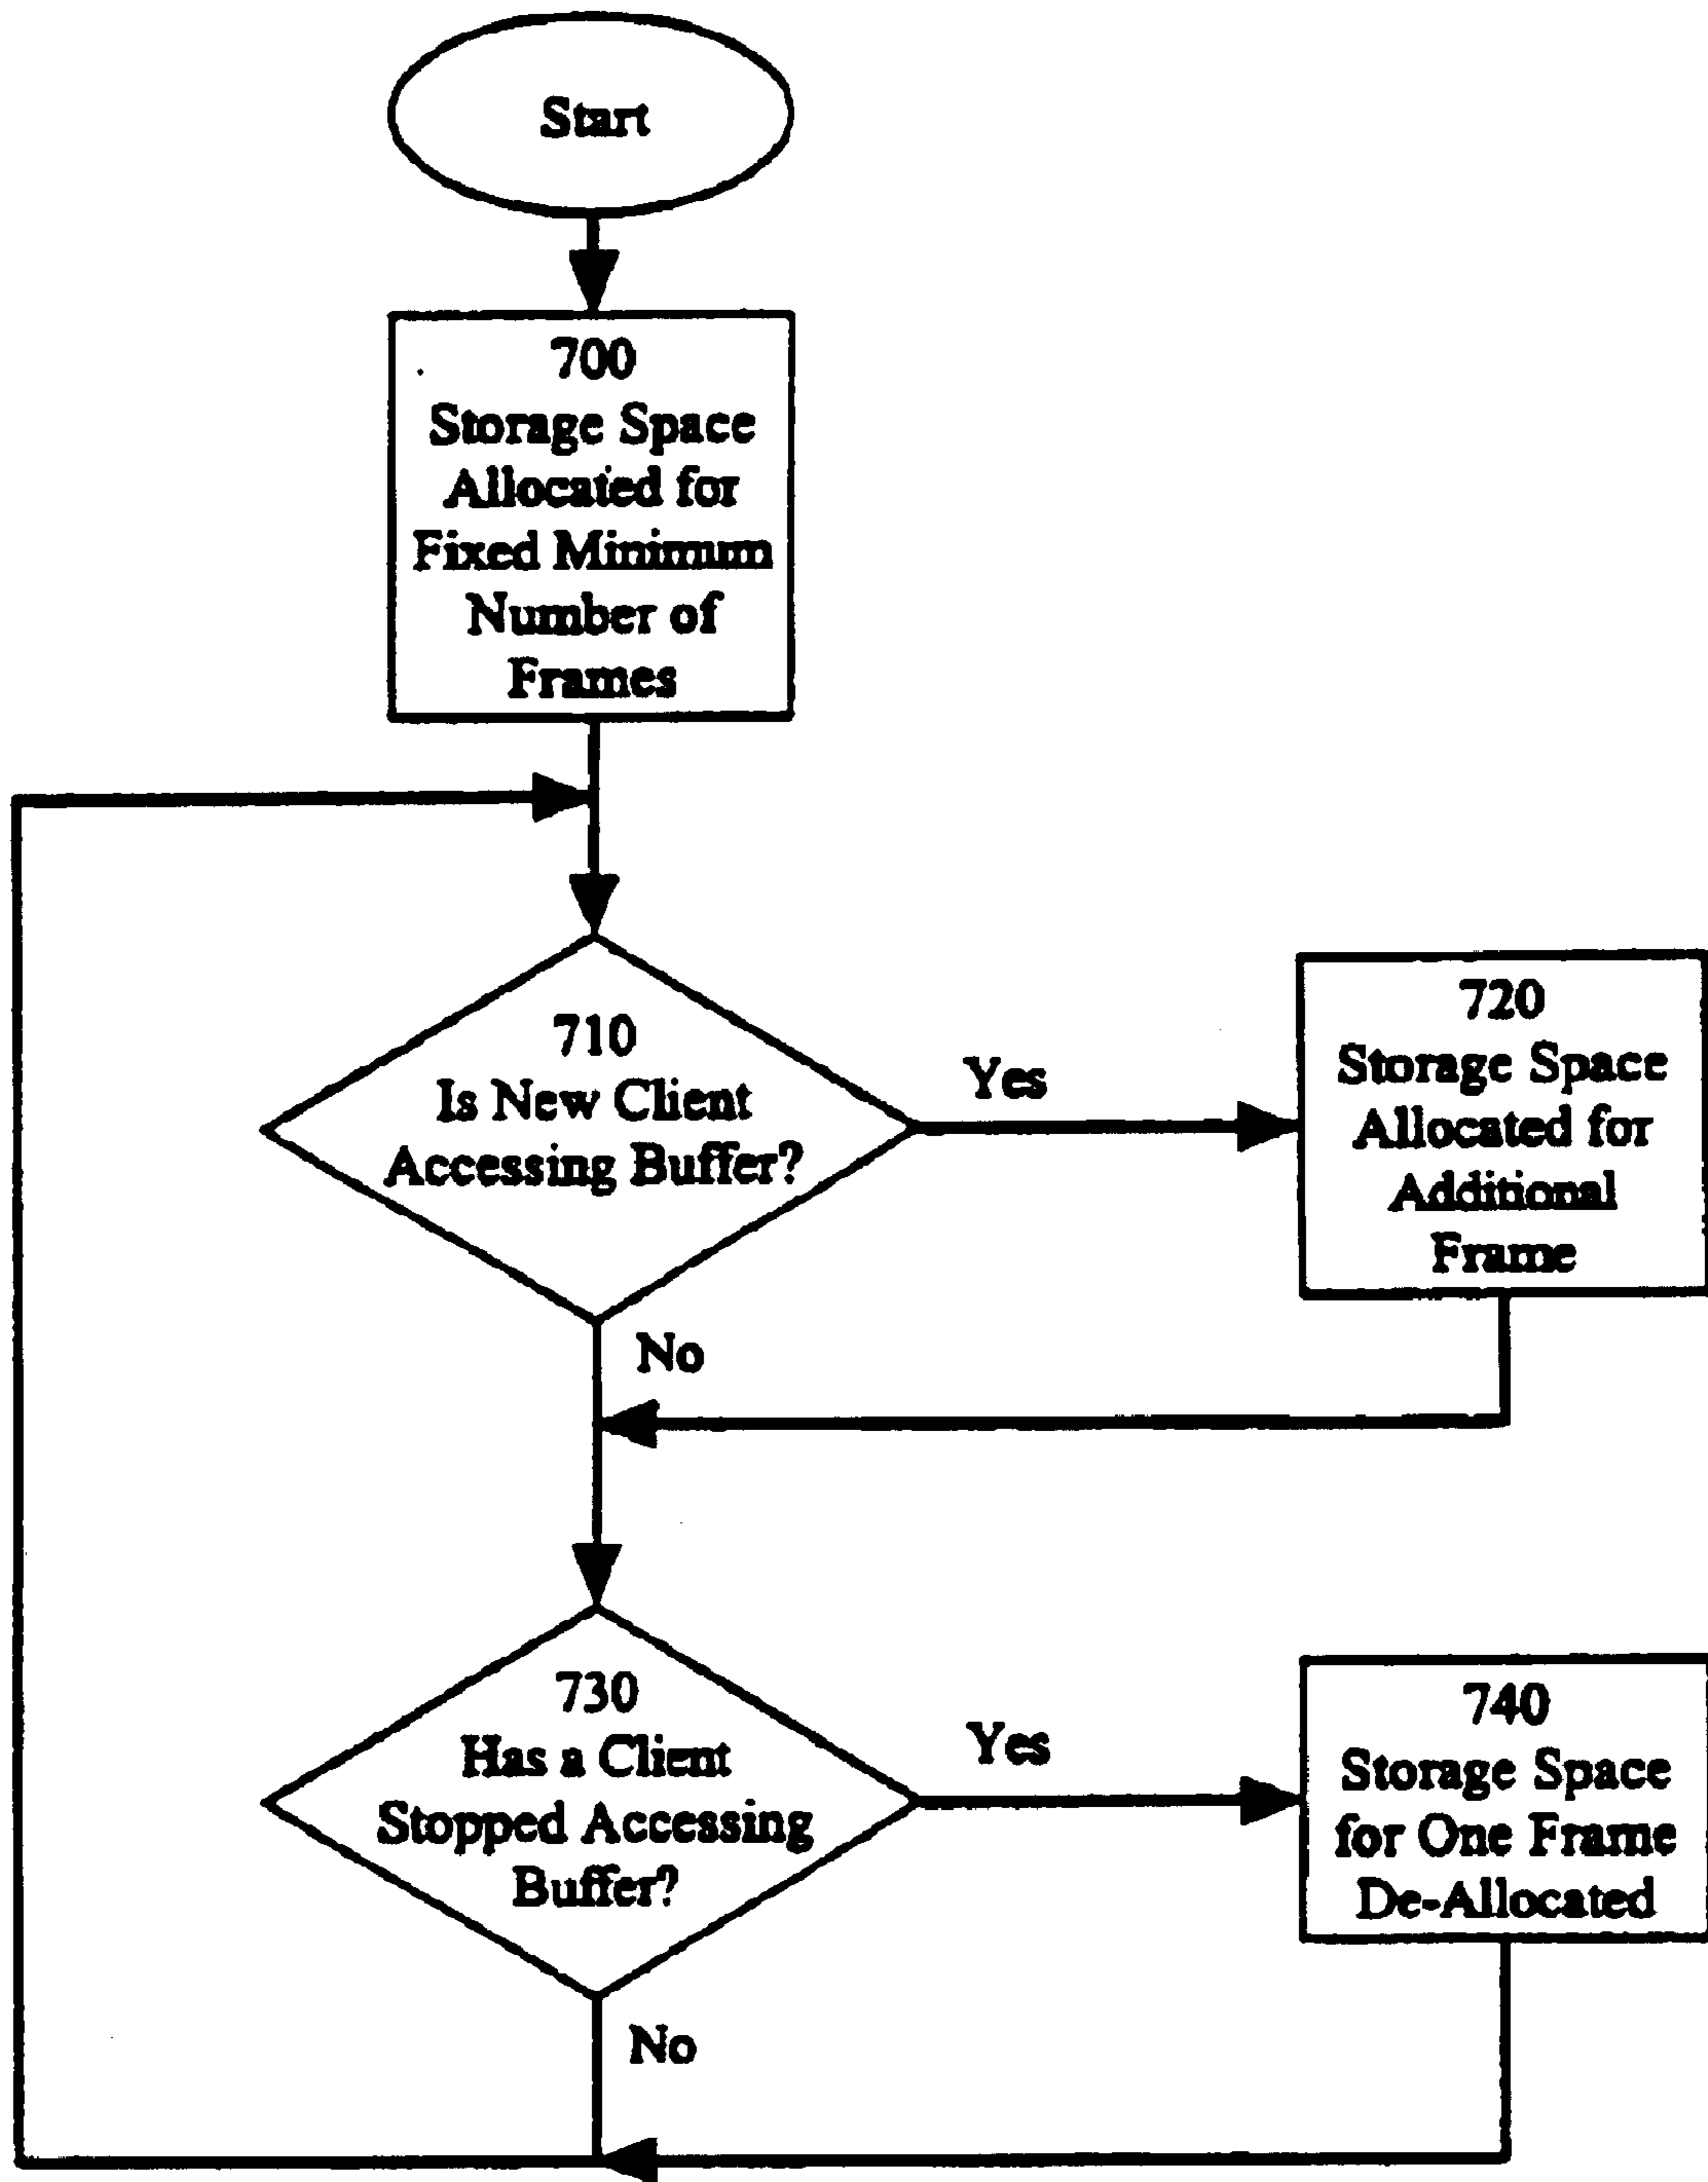 Start
700
Storage Space
Allocated for
Fixed Minimum
Number of
Frames
710
Is New Client
Accessing Buffer?
Yes
720
Storage Space
Allocated for
Additional
Frame
No
730
Has a Client
Stopped Accessing
Buffer?
Yes
740
Storage Space
for One Frame
De-Allocated
No